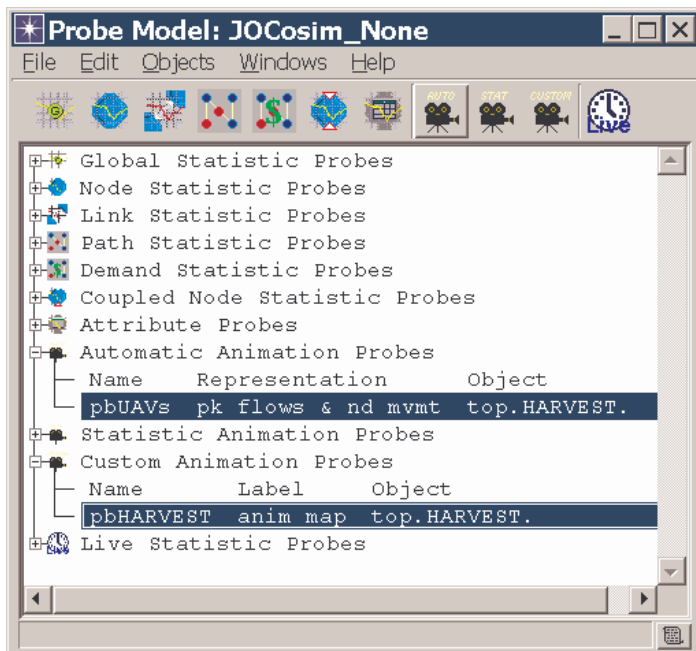 Probe Model: JOCosim_None
File Edit Objects Windows Help
G $ AUTO STAT CUSTOM Live
Global Statistic Probes
Node Statistic Probes
Link Statistic Probes
Path Statistic Probes
Demand Statistic Probes
Coupled Node Statistic Probes
Attribute Probes
Automatic Animation Probes
Name Representation Object
pbUAVs pk flows & nd mvmt top.HARVEST.
Statistic Animation Probes
Custom Animation Probes
Name Label Object
pbHARVEST anim map top.HARVEST.
Live Statistic Probes